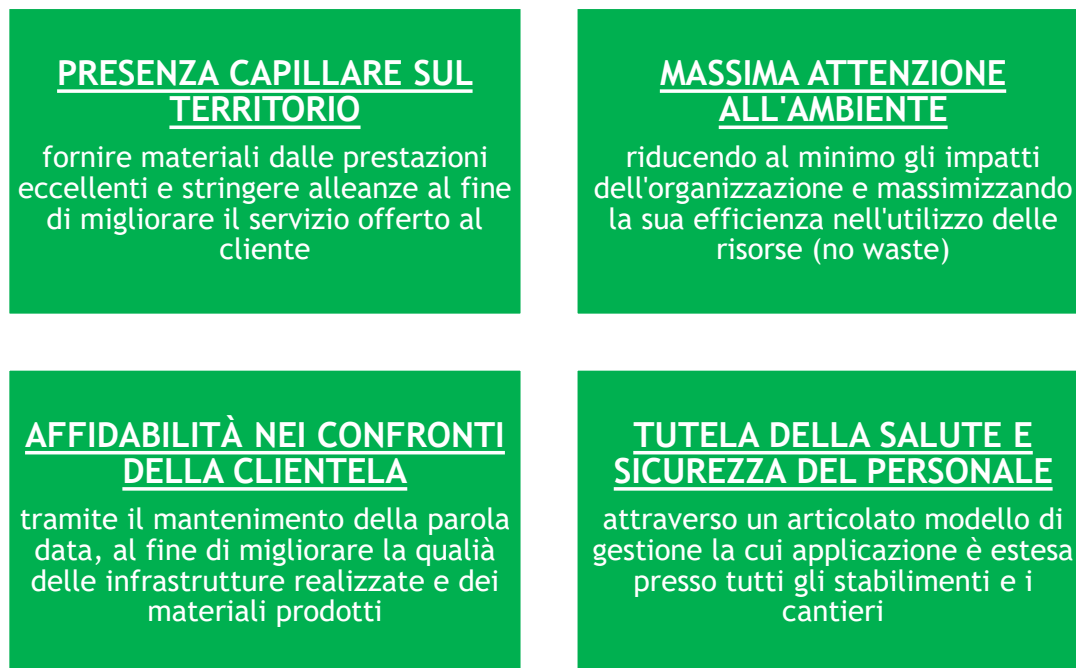 PRESENZA CAPILLARE SUL
TERRITORIO
fornire materiali dalle prestazioni
eccellenti e stringere alleanze al fine
di migliorare il servizio offerto al
cliente
MASSIMA ATTENZIONE
ALL'AMBIENTE
riducendo al minimo gli impatti
dell'organizzazione e massimizzando
la sua efficienza nell'utilizzo delle
risorse (no waste)
AFFIDABILITÀ NEI CONFRONTI
DELLA CLIENTELA
tramite il mantenimento della parola
data, al fine di migliorare la qualià
delle infrastrutture realizzate e dei
materiali prodotti
TUTELA DELLA SALUTE E
SICUREZZA DEL PERSONALE
attraverso un articolato modello di
gestione la cui applicazione è estesa
presso tutti gli stabilimenti e i
cantieri